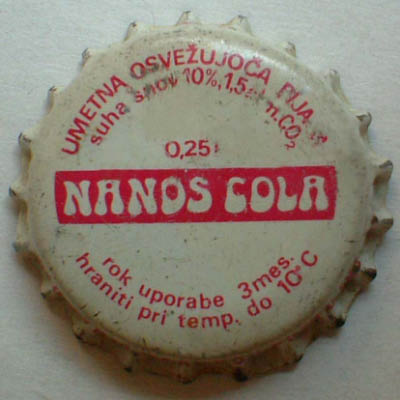 UMETNA OSVEŽUJOČA
suha snov 10%, 1,5 CO₂
0,25
NANOS COLA
rok uporabe 3 mes.
hraniti pri temp. do 10°C